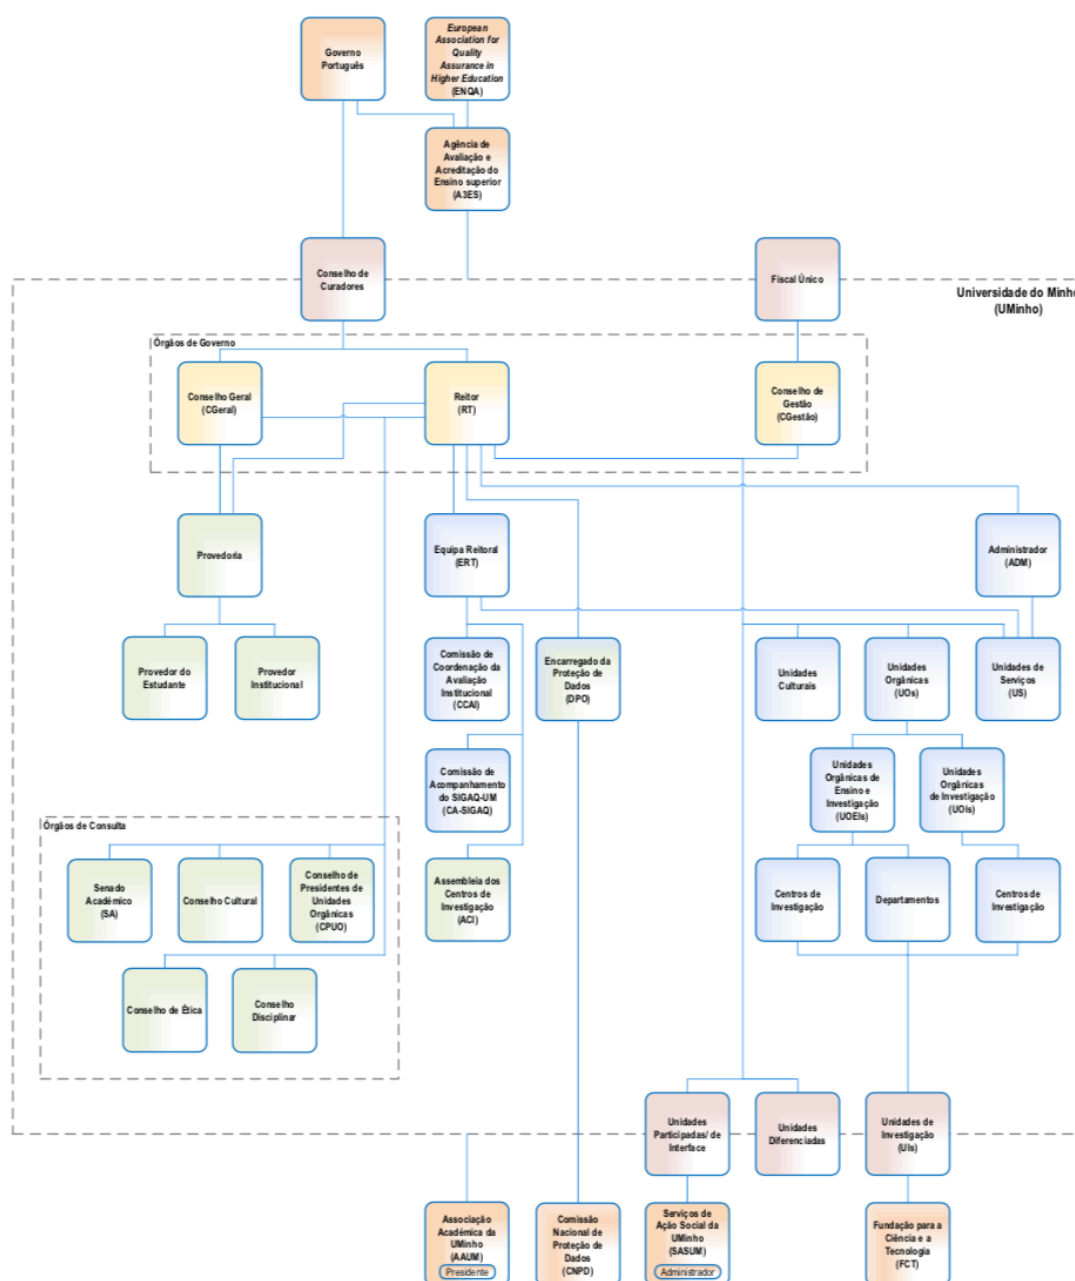 Governo
Português
European
Association for
Quality
Assurance in
Higher Education
(ENQA)
Agência de
Avaliação e
Acreditação do
Ensino superior
(A3ES)
Conselho de
Curadores
Fiscal Único
Universidade do Minho
(UMinho)
Órgãos de Governo
Conselho Geral
(CGeral)
Reitor
(RT)
Conselho de
Gestão
(CGestão)
Provedoria
Equipa Reitoral
(ERT)
Administrador
(ADM)
Provedor do
Estudante
Provedor
Institucional
Comissão de
Coordenação da
Avaliação
Institucional
(CCAI)
Encarregado da
Proteção de
Dados
(DPO)
Unidades
Culturais
Unidades
Orgânicas
(UOs)
Unidades de
Serviços
(US)
Comissão de
Acompanhamento
do SIGAQ-UM
(CA-SIGAQ)
Unidades
Orgânicas de
Ensino e
Investigação
(UOEIs)
Unidades
Orgânicas
de Investigação
(UOIs)
Órgãos de Consulta
Senado
Académico
(SA)
Conselho Cultural
Conselho de
Presidentes de
Unidades
Orgânicas
(CPUO)
Assembleia dos
Centros de
Investigação
(ACI)
Centros de
Investigação
Departamentos
Centros de
Investigação
Conselho de Ética
Conselho
Disciplinar
Unidades
Participadas/ de
Interface
Unidades
Diferenciadas
Unidades de
Investigação
(UIs)
Associação
Académica da
UMinho
(AAUM)
Presidente
Comissão
Nacional de
Proteção de
Dados
(CNPD)
Serviços de
Ação Social da
UMinho
(SASUM)
Administrador
Fundação para a
Ciência e a
Tecnologia
(FCT)